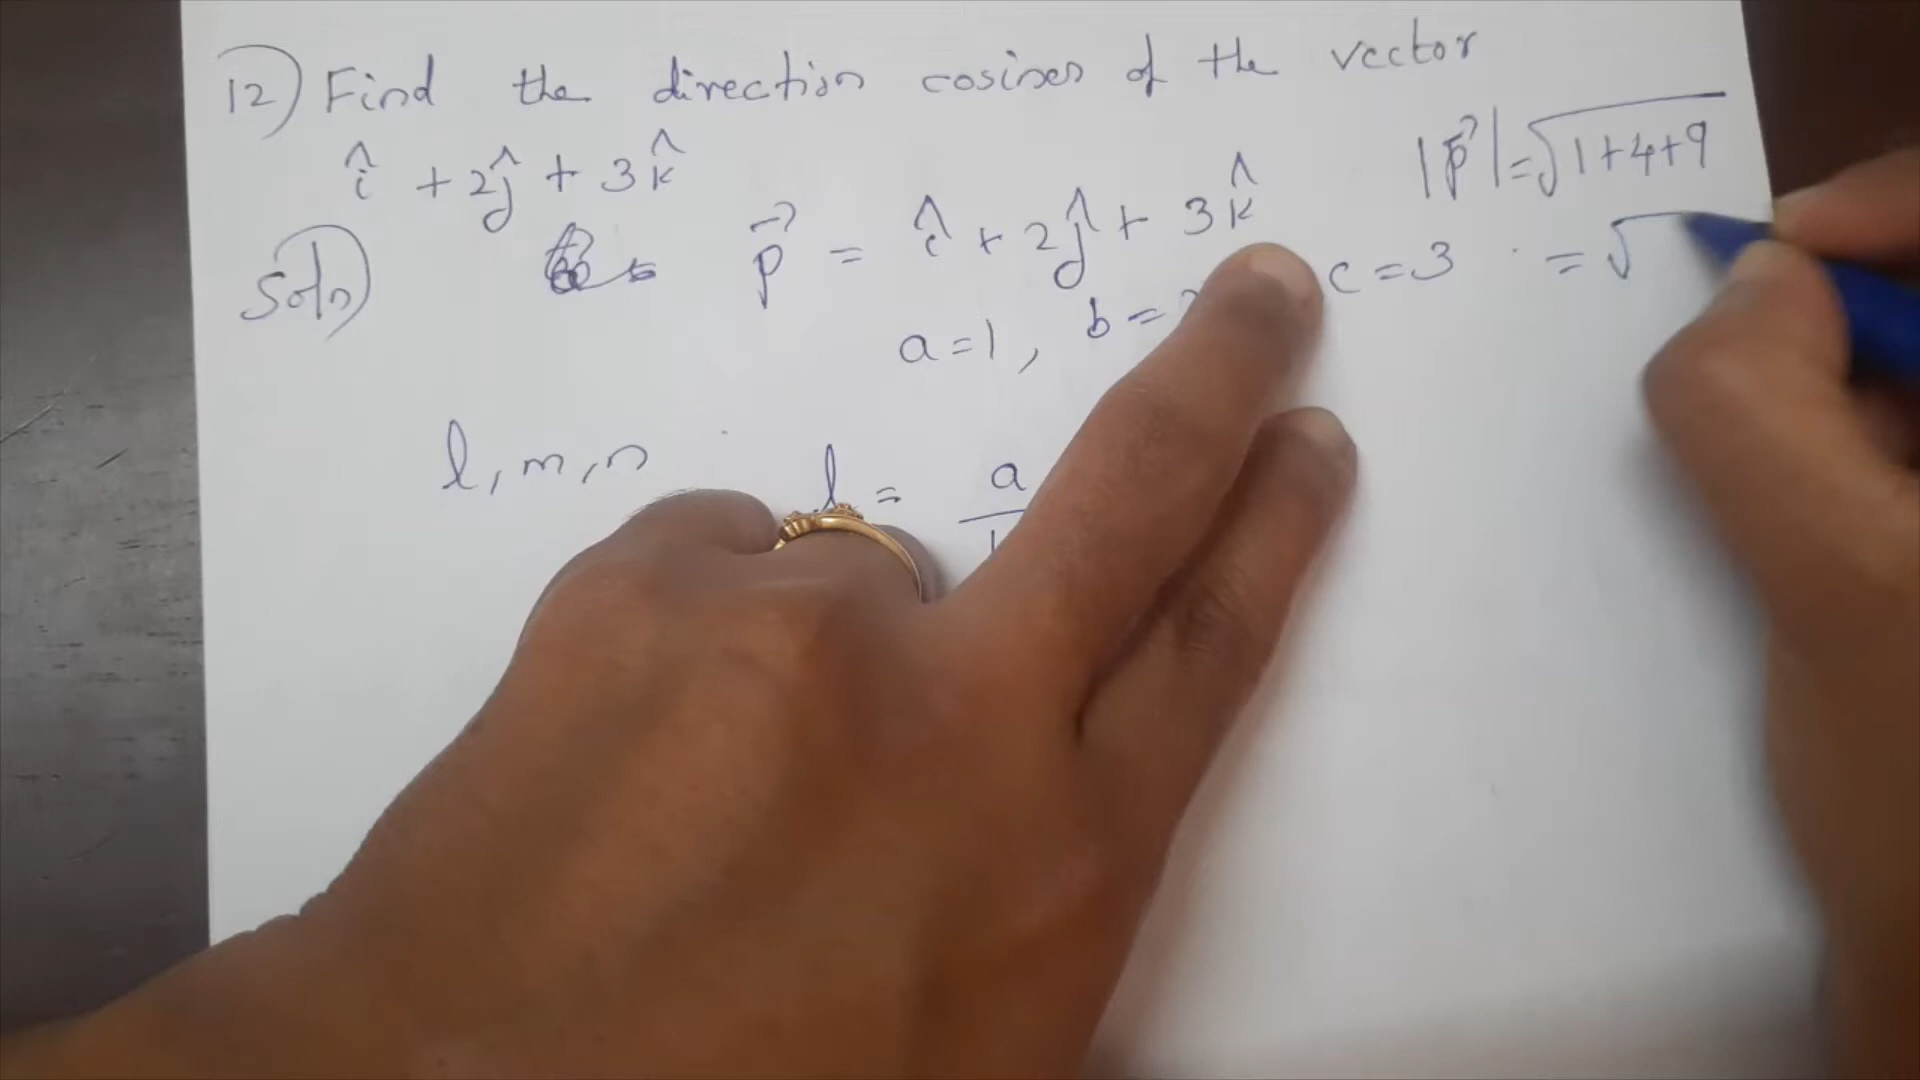 12) Find the direction cosines of the vector
î + 2ĵ + 3k̂
|p⃗| = √1+4+9
Soln) p⃗ = î + 2ĵ + 3k̂
= √
a = 1, b = c = 3
l, m, n l = a